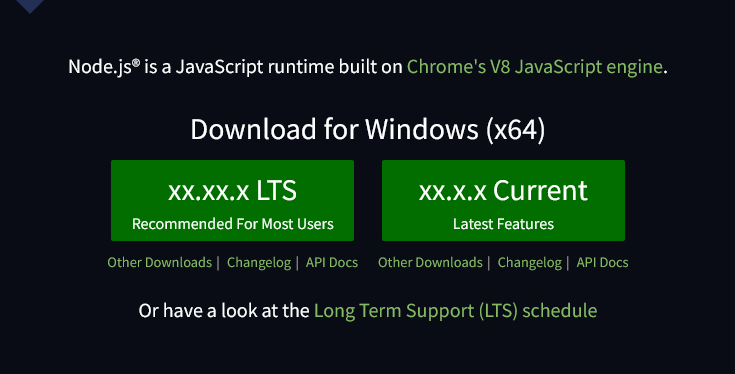 Node.js® is a JavaScript runtime built on Chrome's V8 JavaScript engine.
Download for Windows (x64)
xx.xx.x LTS
Recommended For Most Users
xx.x.x Current
Latest Features
Other Downloads | Changelog | API Docs
Other Downloads | Changelog | API Docs
Or have a look at the Long Term Support (LTS) schedule